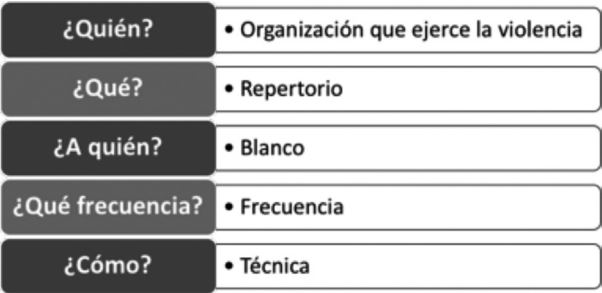 ¿Quién?
• Organización que ejerce la violencia
¿Qué?
• Repertorio
¿A quién?
• Blanco
¿Qué frecuencia?
• Frecuencia
¿Cómo?
• Técnica